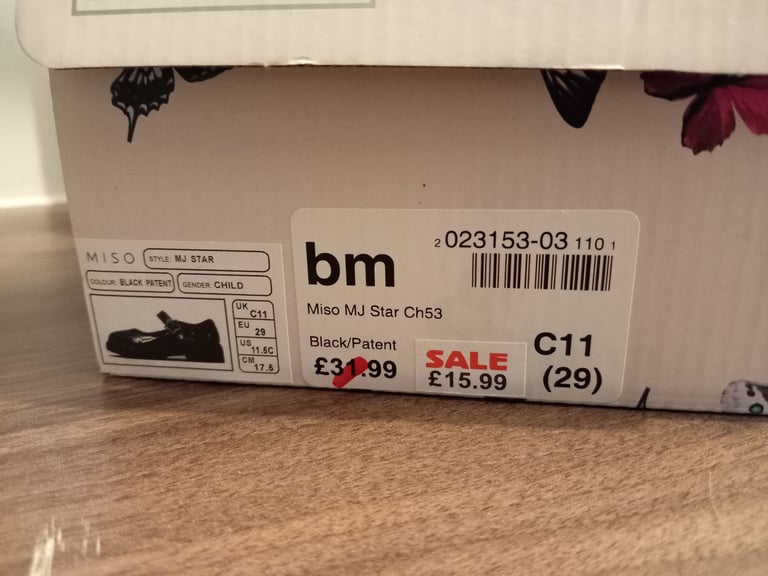 MISO STYLE: MJ STAR
COLOUR: BLACK PATENT GENDER: CHILD
UK C11
EU 29
US 11.5C
CM 17.5
bm
2 023153-03 110 1
Miso MJ Star Ch53
Black/Patent
£31.99
SALE
£15.99
C11
(29)